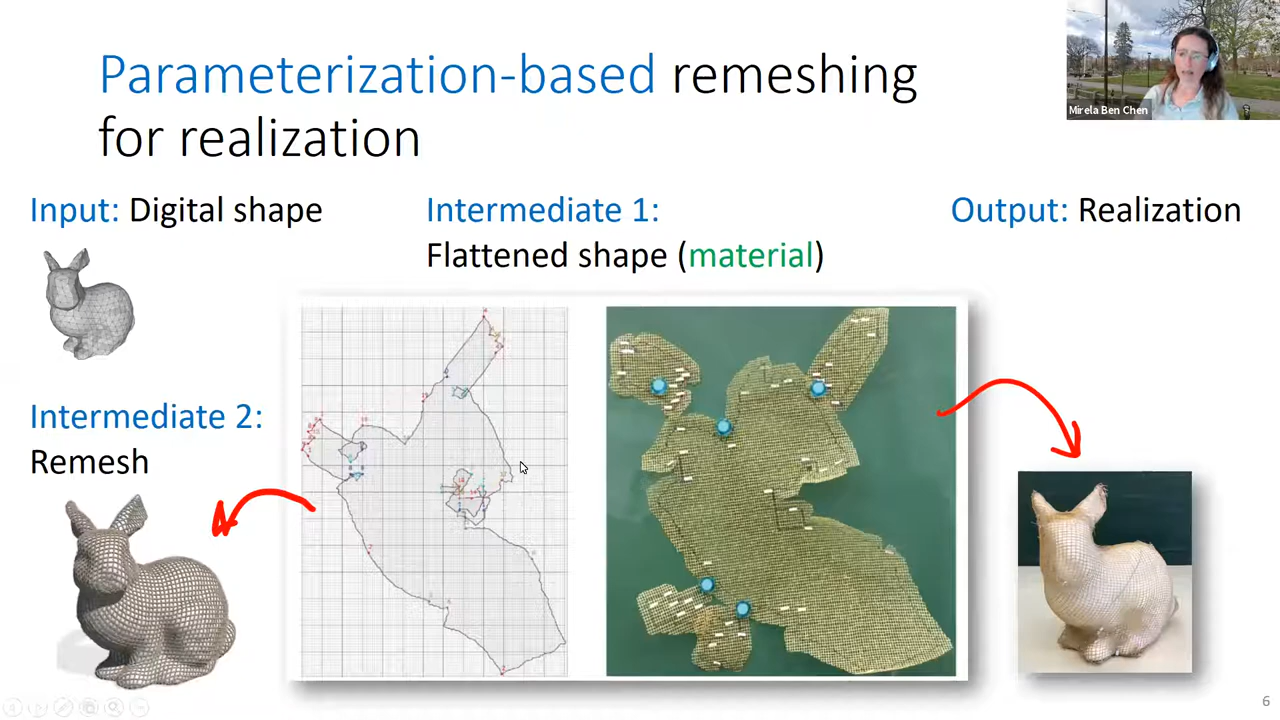 Parameterization-based remeshing
for realization
Mirela Ben Chen
Input: Digital shape
Intermediate 1:
Flattened shape (material)
Output: Realization
Intermediate 2:
Remesh
6